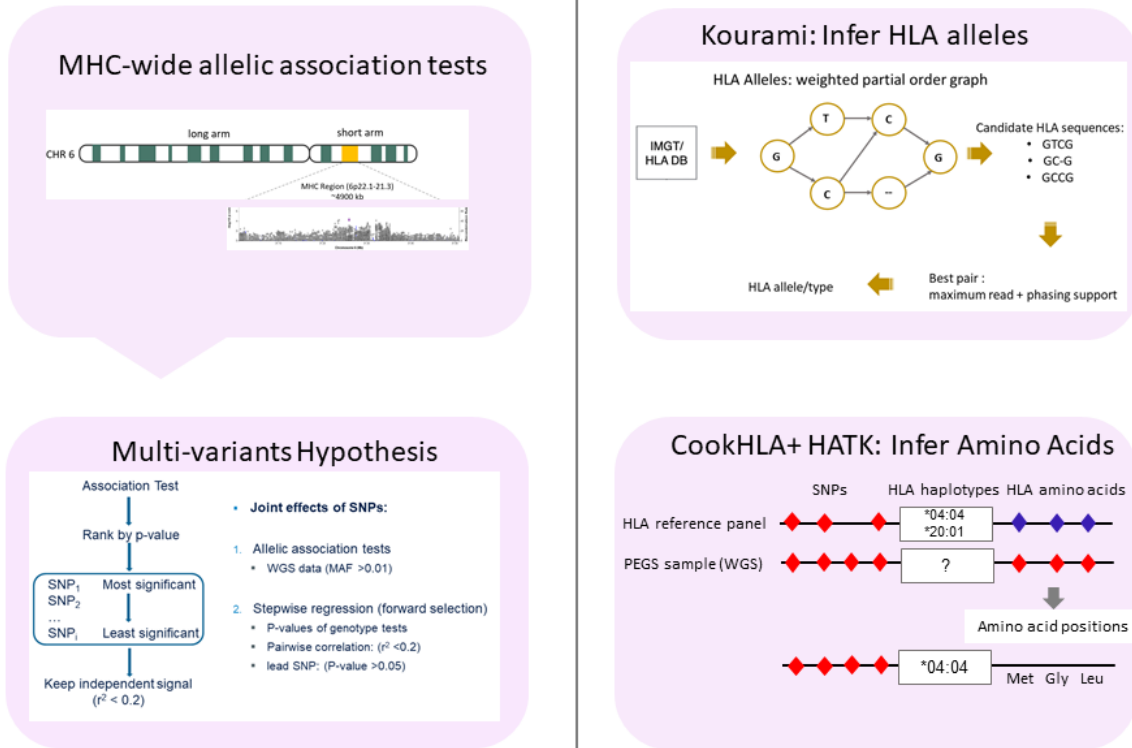 MHC-wide allelic association tests
long arm
short arm
CHR 6
MHC Region (6p22.1-21.3)
~4900 kb
Multi-variants Hypothesis
Association Test
Rank by p-value
SNP1 Most significant
SNP2
...
SNPi Least significant
Keep independent signal
(r² < 0.2)
• Joint effects of SNPs:
1. Allelic association tests
▪ WGS data (MAF >0.01)
2. Stepwise regression (forward selection)
▪ P-values of genotype tests
▪ Pairwise correlation: (r² <0.2)
▪ lead SNP: (P-value >0.05)
Kourami: Infer HLA alleles
HLA Alleles: weighted partial order graph
IMGT/
HLA DB
G
T
C
C
--
G
Candidate HLA sequences:
• GTCG
• GC-G
• GCCG
Best pair :
maximum read + phasing support
HLA allele/type
CookHLA+ HATK: Infer Amino Acids
SNPs
HLA haplotypes
HLA amino acids
HLA reference panel
*04:04
*20:01
PEGS sample (WGS)
?
Amino acid positions
*04:04
Met Gly Leu